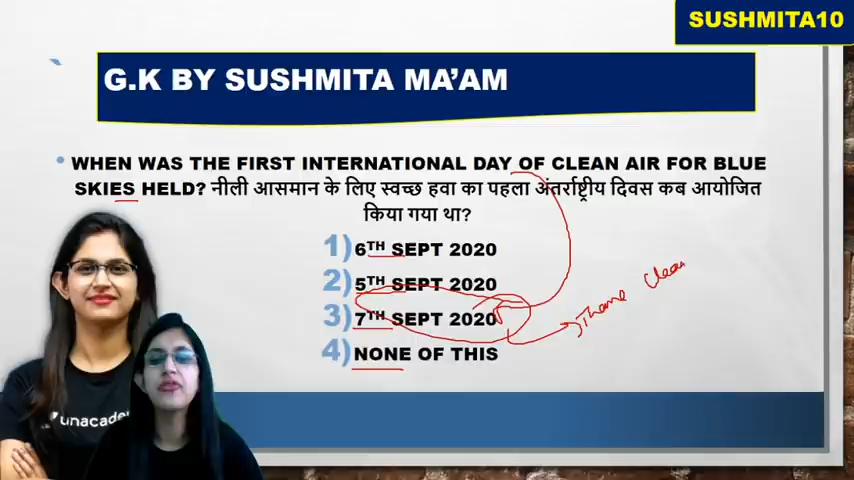 SUSHMITA10
G.K BY SUSHMITA MA'AM
• WHEN WAS THE FIRST INTERNATIONAL DAY OF CLEAN AIR FOR BLUE
SKIES HELD? नीली आसमान के लिए स्वच्छ हवा का पहला अंतर्राष्ट्रीय दिवस कब आयोजित
किया गया था?
1) 6TH SEPT 2020
2) 5TH SEPT 2020
3) 7TH SEPT 2020
Thame Clean
4) NONE OF THIS
unacade